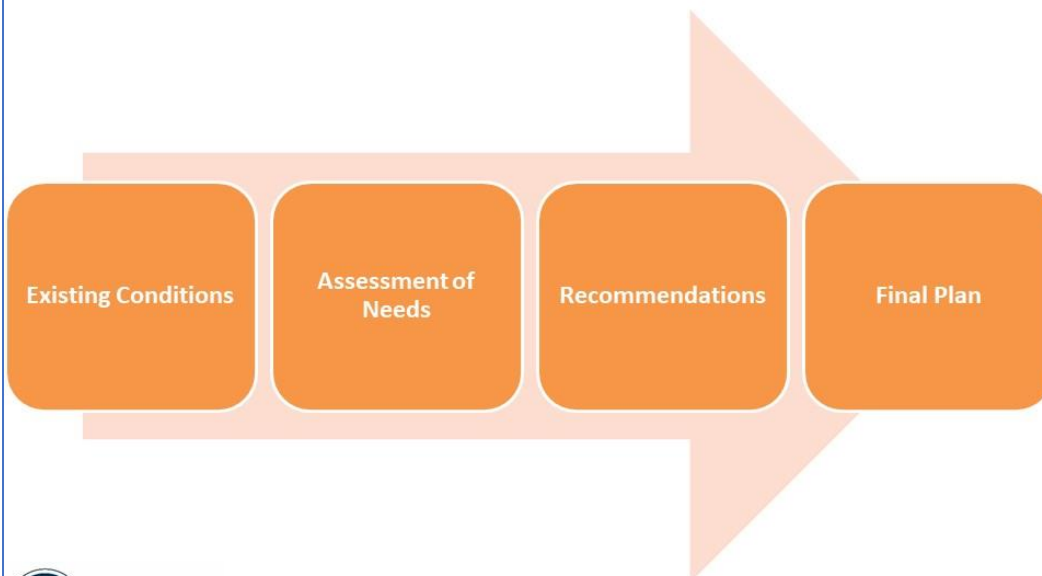 Existing Conditions
Assessment of
Needs
Recommendations
Final Plan